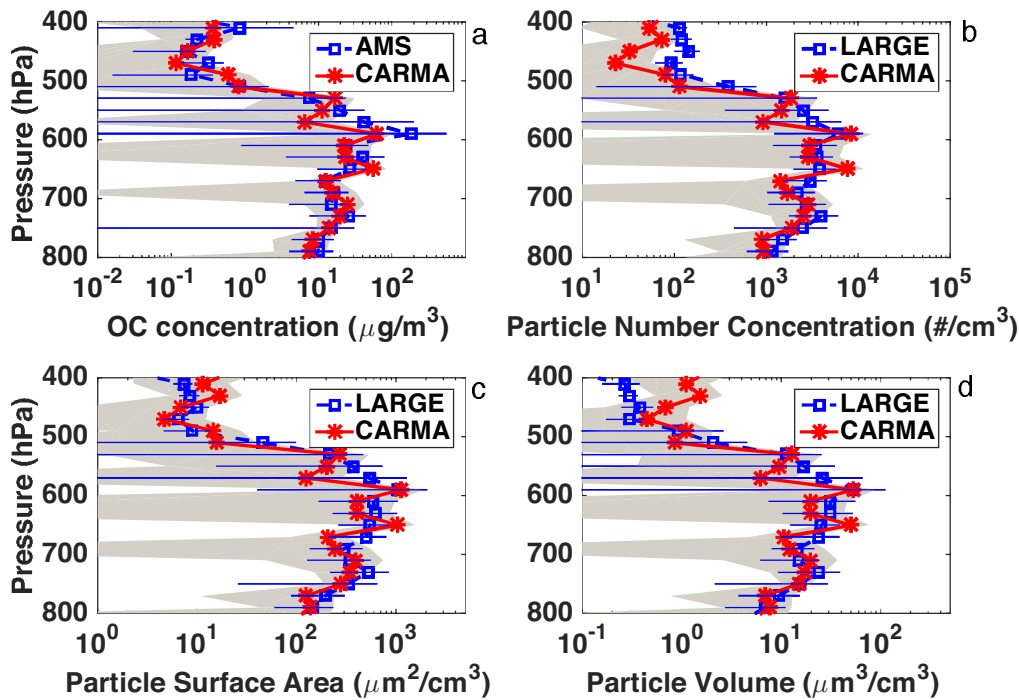 a
AMS
CARMA
400
500
600
700
800
Pressure (hPa)
10^-2 10^-1 10^0 10^1 10^2
OC concentration (μg/m^3)
b
LARGE
CARMA
400
500
600
700
800
10^1 10^2 10^3 10^4 10^5
Particle Number Concentration (#/cm^3)
c
LARGE
CARMA
400
500
600
700
800
Pressure (hPa)
10^0 10^1 10^2 10^3
Particle Surface Area (μm^2/cm^3)
d
LARGE
CARMA
400
500
600
700
800
10^-1 10^0 10^1 10^2
Particle Volume (μm^3/cm^3)